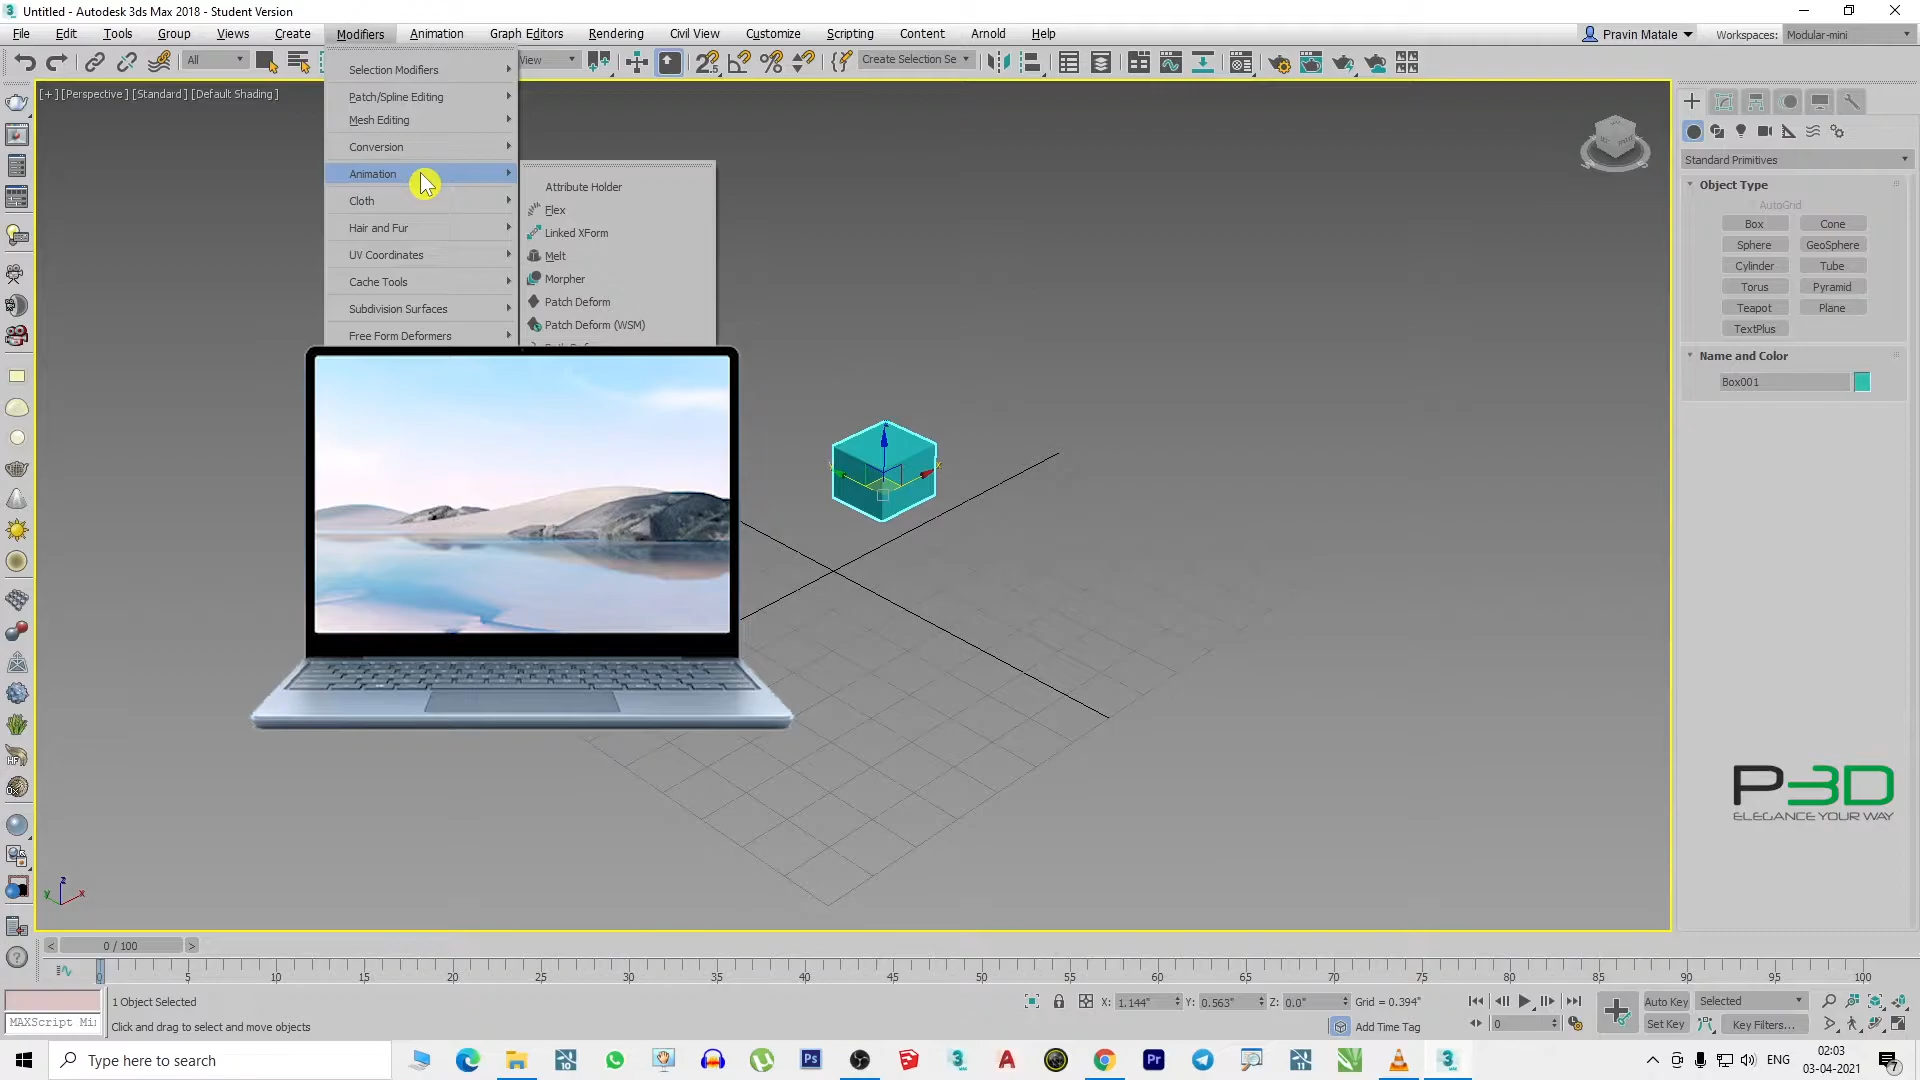 Untitled - Autodesk 3ds Max 2018 - Student Version
File Edit Tools Group Views Create Modifiers Animation Graph Editors Rendering Civil View Customize Scripting Content Arnold Help
Pravin Matale Workspaces: Modular-mini
All View Create Selection Se
[+] [Perspective] [Standard] [Default Shading]
Selection Modifiers
Patch/Spline Editing
Mesh Editing
Conversion
Animation
Cloth
Hair and Fur
UV Coordinates
Cache Tools
Subdivision Surfaces
Free Form Deformers
Attribute Holder
Flex
Linked XForm
Melt
Morpher
Patch Deform
Patch Deform (WSM)
Standard Primitives
Object Type
AutoGrid
Box Cone
Sphere GeoSphere
Cylinder Tube
Torus Pyramid
Teapot Plane
TextPlus
Name and Color
Box001
P3D
ELEGANCE YOUR WAY
z
y x
< 0 / 100 >
0 5 10 15 20 25 30 35 40 45 50 55 60 65 70 75 80 85 90 95 100
1 Object Selected
X: 1.144" Y: 0.563" Z: 0.0" Grid = 0.394"
Auto Key Selected
MAXScript Mi
Click and drag to select and move objects
Add Time Tag
0
Set Key Key Filters...
Type here to search
ENG
02:03
03-04-2021
7